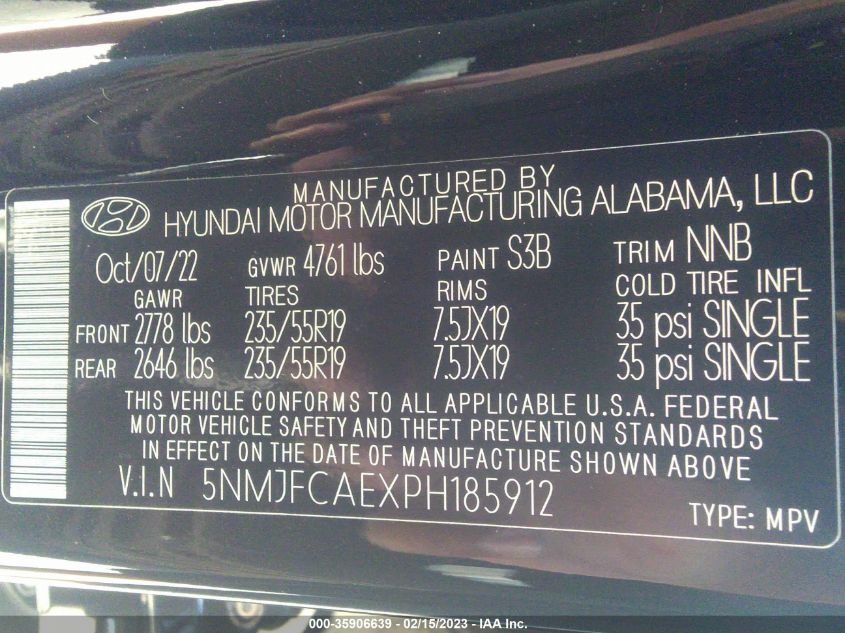 MANUFACTURED BY
HYUNDAI MOTOR MANUFACTURING ALABAMA, LLC
Oct/07/22 GVWR 4761 lbs PAINT S3B TRIM NNB
GAWR TIRES RIMS COLD TIRE INFL
FRONT 2778 lbs 235/55R19 7.5JX19 35 psi SINGLE
REAR 2646 lbs 235/55R19 7.5JX19 35 psi SINGLE
THIS VEHICLE CONFORMS TO ALL APPLICABLE U.S.A. FEDERAL
MOTOR VEHICLE SAFETY AND THEFT PREVENTION STANDARDS
IN EFFECT ON THE DATE OF MANUFACTURE SHOWN ABOVE
V.I.N 5NMJFCAEXPH185912
TYPE: MPV
000-35906639 - 02/15/2023 - IAA Inc.